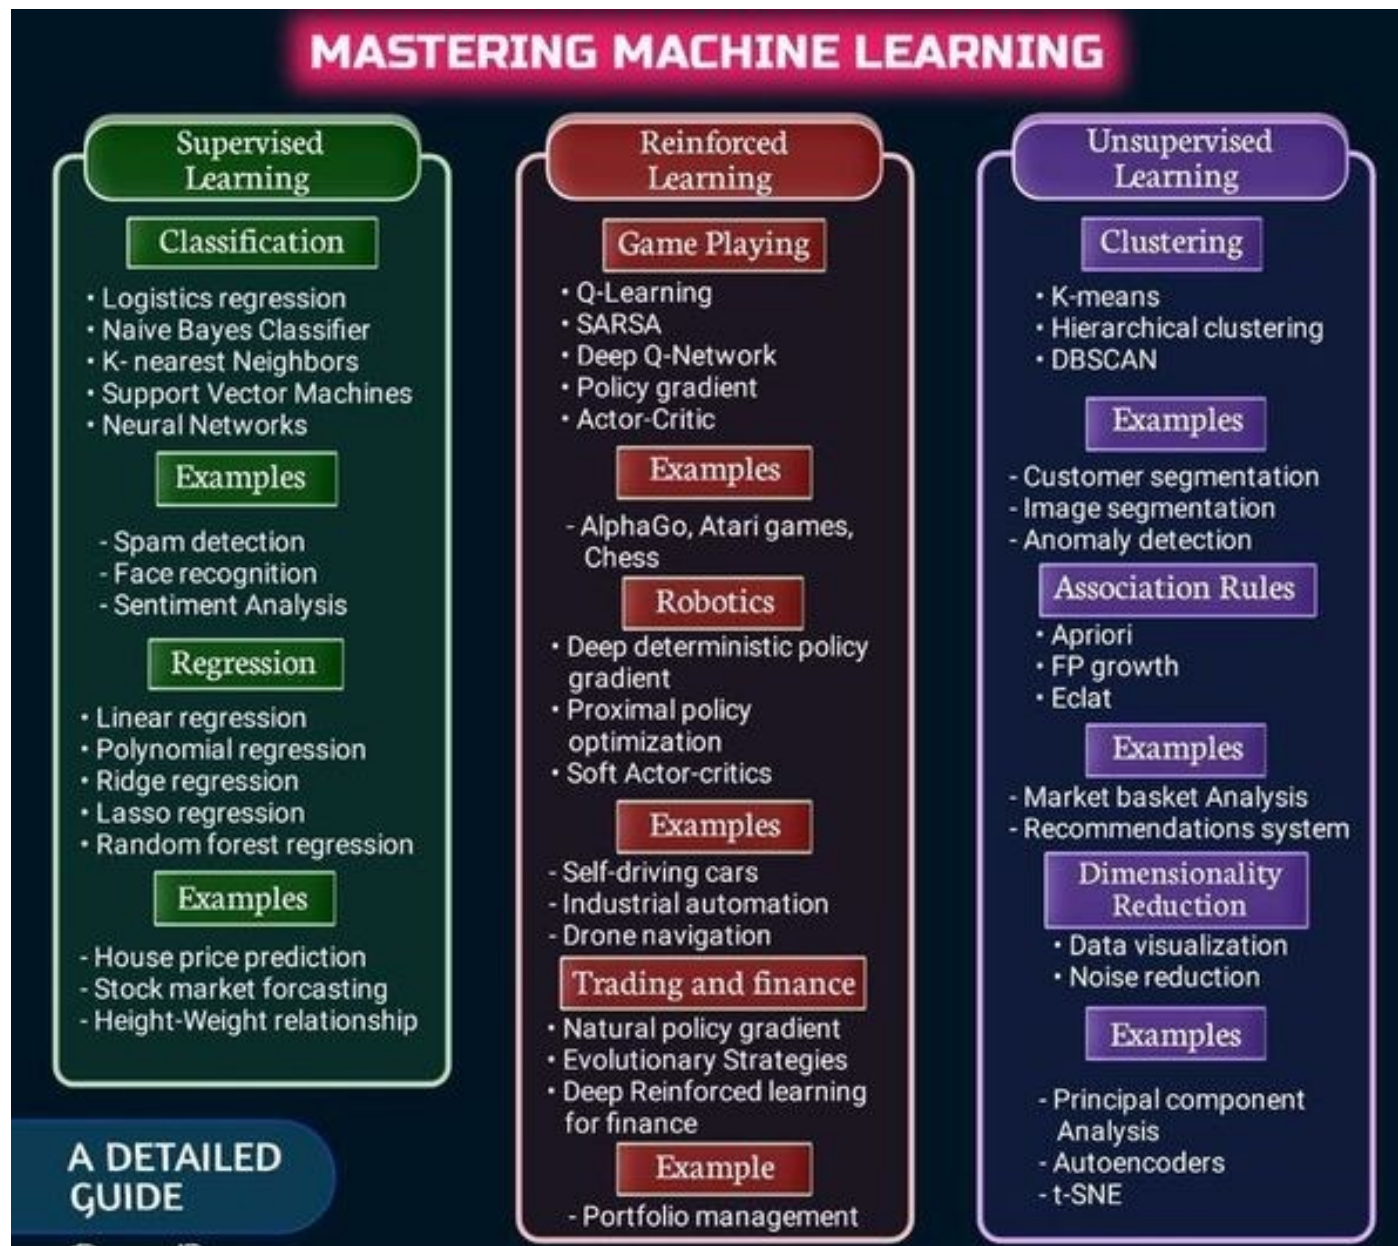 MASTERING MACHINE LEARNING
Supervised
Learning
Classification
• Logistics regression
• Naive Bayes Classifier
• K- nearest Neighbors
• Support Vector Machines
• Neural Networks
Examples
- Spam detection
- Face recognition
- Sentiment Analysis
Regression
• Linear regression
• Polynomial regression
• Ridge regression
• Lasso regression
• Random forest regression
Examples
- House price prediction
- Stock market forcasting
- Height-Weight relationship
A DETAILED
GUIDE
Reinforced
Learning
Game Playing
• Q-Learning
• SARSA
• Deep Q-Network
• Policy gradient
• Actor-Critic
Examples
- AlphaGo, Atari games,
Chess
Robotics
• Deep deterministic policy
gradient
• Proximal policy
optimization
• Soft Actor-critics
Examples
- Self-driving cars
- Industrial automation
- Drone navigation
Trading and finance
• Natural policy gradient
• Evolutionary Strategies
• Deep Reinforced learning
for finance
Example
- Portfolio management
Unsupervised
Learning
Clustering
• K-means
• Hierarchical clustering
• DBSCAN
Examples
- Customer segmentation
- Image segmentation
- Anomaly detection
Association Rules
• Apriori
• FP growth
• Eclat
Examples
- Market basket Analysis
- Recommendations system
Dimensionality
Reduction
• Data visualization
• Noise reduction
Examples
- Principal component
Analysis
- Autoencoders
- t-SNE